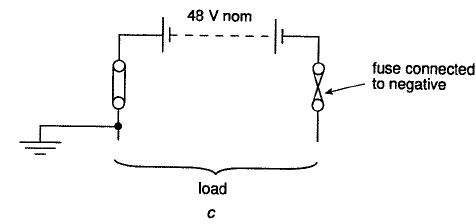 48 V nom
fuse connected
to negative
load
c